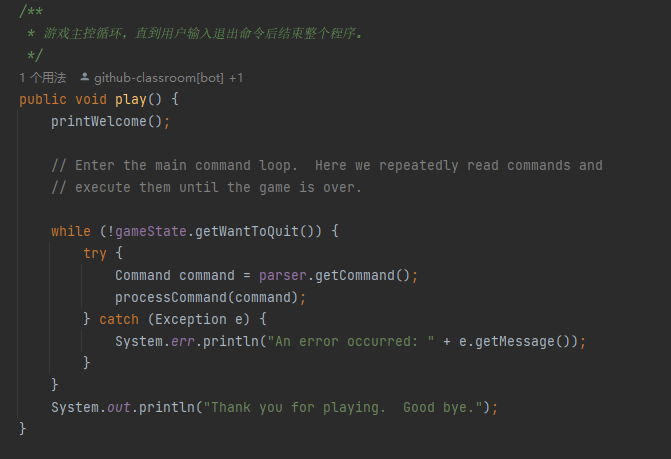 /**
 * 游戏主控循环，直到用户输入退出命令后结束整个程序。
 */
1 个用法   github-classroom[bot] +1
public void play() {
    printWelcome();

    // Enter the main command loop.  Here we repeatedly read commands and
    // execute them until the game is over.

    while (!gameState.getWantToQuit()) {
        try {
            Command command = parser.getCommand();
            processCommand(command);
        } catch (Exception e) {
            System.err.println("An error occurred: " + e.getMessage());
        }
    }
    System.out.println("Thank you for playing.  Good bye.");
}